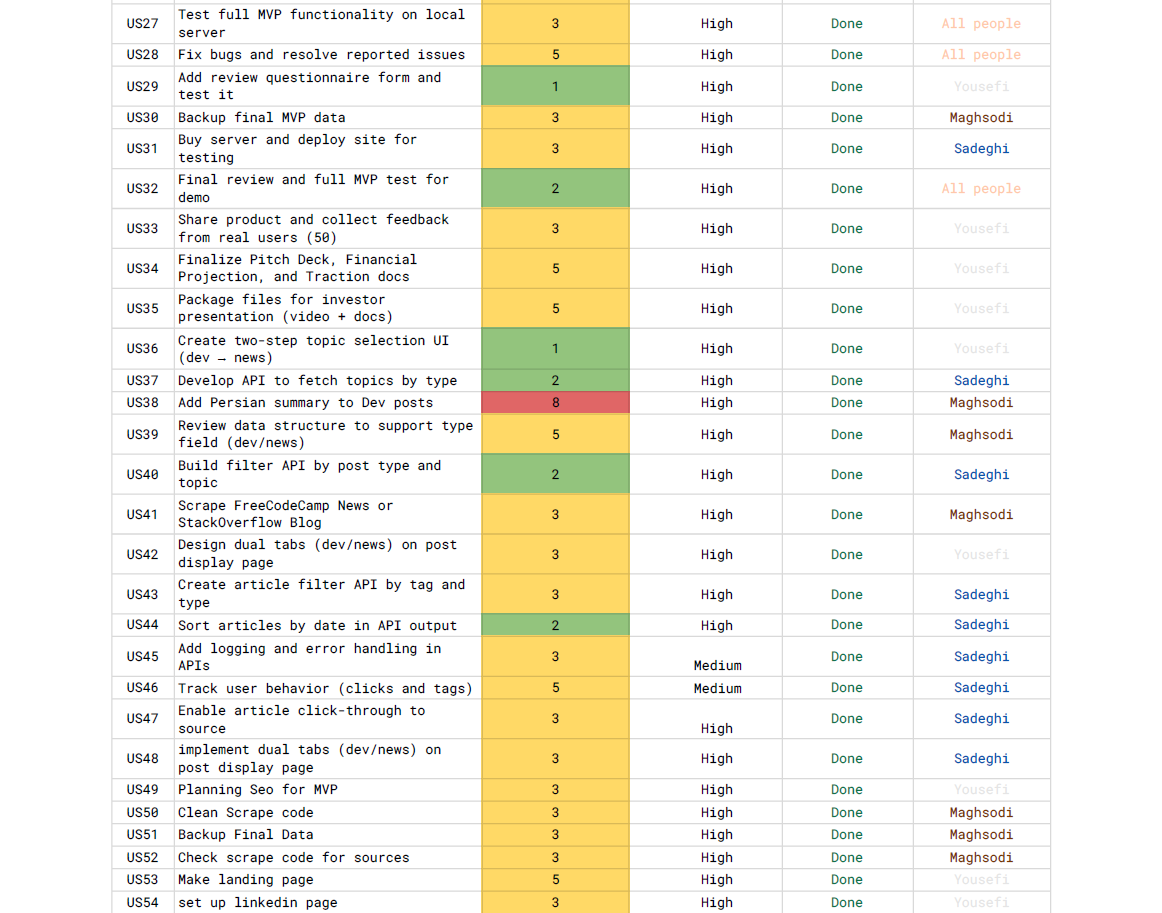 US27 Test full MVP functionality on local server 3 High Done All people
US28 Fix bugs and resolve reported issues 5 High Done All people
US29 Add review questionnaire form and test it 1 High Done Yousefi
US30 Backup final MVP data 3 High Done Maghsodi
US31 Buy server and deploy site for testing 3 High Done Sadeghi
US32 Final review and full MVP test for demo 2 High Done All people
US33 Share product and collect feedback from real users (50) 3 High Done Yousefi
US34 Finalize Pitch Deck, Financial Projection, and Traction docs 5 High Done Yousefi
US35 Package files for investor presentation (video + docs) 5 High Done Yousefi
US36 Create two-step topic selection UI (dev → news) 1 High Done Yousefi
US37 Develop API to fetch topics by type 2 High Done Sadeghi
US38 Add Persian summary to Dev posts 8 High Done Maghsodi
US39 Review data structure to support type field (dev/news) 5 High Done Maghsodi
US40 Build filter API by post type and topic 2 High Done Sadeghi
US41 Scrape FreeCodeCamp News or StackOverflow Blog 3 High Done Maghsodi
US42 Design dual tabs (dev/news) on post display page 3 High Done Yousefi
US43 Create article filter API by tag and type 3 High Done Sadeghi
US44 Sort articles by date in API output 2 High Done Sadeghi
US45 Add logging and error handling in APIs 3 Medium Done Sadeghi
US46 Track user behavior (clicks and tags) 5 Medium Done Sadeghi
US47 Enable article click-through to source 3 High Done Sadeghi
US48 implement dual tabs (dev/news) on post display page 3 High Done Sadeghi
US49 Planning Seo for MVP 3 High Done Yousefi
US50 Clean Scrape code 3 High Done Maghsodi
US51 Backup Final Data 3 High Done Maghsodi
US52 Check scrape code for sources 3 High Done Maghsodi
US53 Make landing page 5 High Done Yousefi
US54 set up linkedin page 3 High Done Yousefi